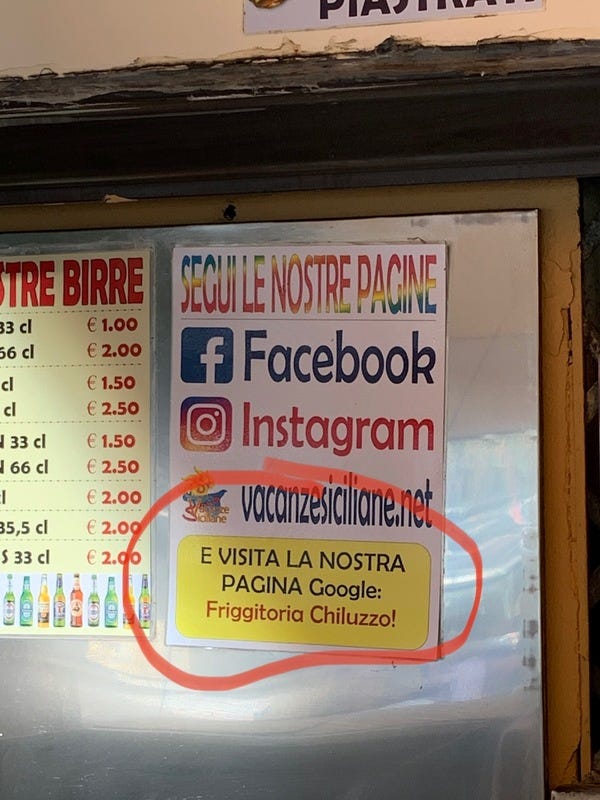 STRE BIRRE
33 cl € 1.00
66 cl € 2.00
cl € 1.50
cl € 2.50
33 cl € 1.50
66 cl € 2.50
€ 2.00
35,5 cl € 2.00
33 cl € 2.00
SEGUI LE NOSTRE PAGINE
Facebook
Instagram
vacanzesiciliane.net
E VISITA LA NOSTRA
PAGINA Google:
Friggitoria Chiluzzo!